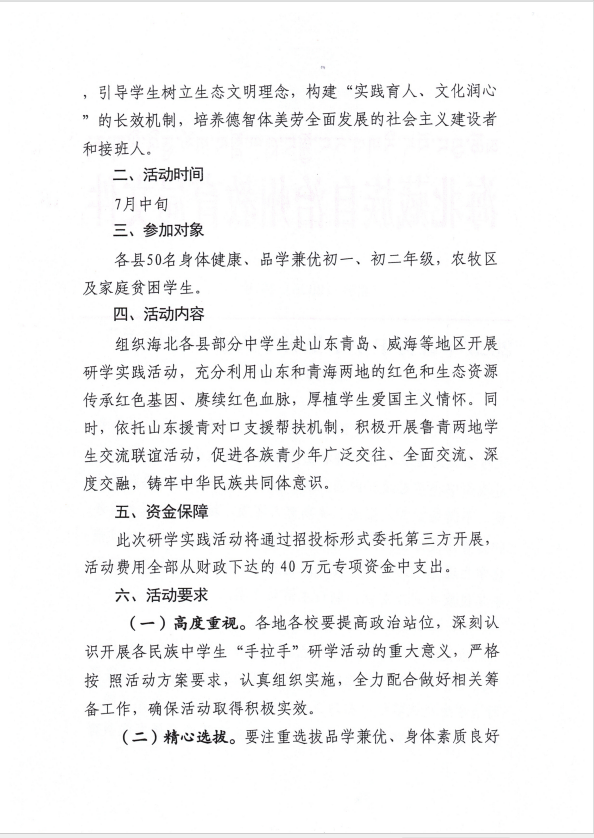 ，引导学生树立生态文明理念，构建“实践育人、文化润心
”的长效机制，培养德智体美劳全面发展的社会主义建设者
和接班人。
二、活动时间
7月中旬
三、参加对象
各县50名身体健康、品学兼优初一、初二年级，农牧区
及家庭贫困学生。
四、活动内容
组织海北各县部分中学生赴山东青岛、威海等地区开展
研学实践活动，充分利用山东和青海两地的红色和生态资源
传承红色基因、赓续红色血脉，厚植学生爱国主义情怀。同
时，依托山东援青对口支援帮扶机制，积极开展鲁青两地学
生交流联谊活动，促进各族青少年广泛交往、全面交流、深
度交融，铸牢中华民族共同体意识。
五、资金保障
此次研学实践活动将通过招投标形式委托第三方开展，
活动费用全部从财政下达的 40 万元专项资金中支出。
六、活动要求
（一）高度重视。各地各校要提高政治站位，深刻认
识开展各民族中学生“手拉手”研学活动的重大意义，严格
按 照活动方案要求，认真组织实施，全力配合做好相关筹
备工作，确保活动取得积极实效。
（二）精心选拔。要注重选拔品学兼优、身体素质良好